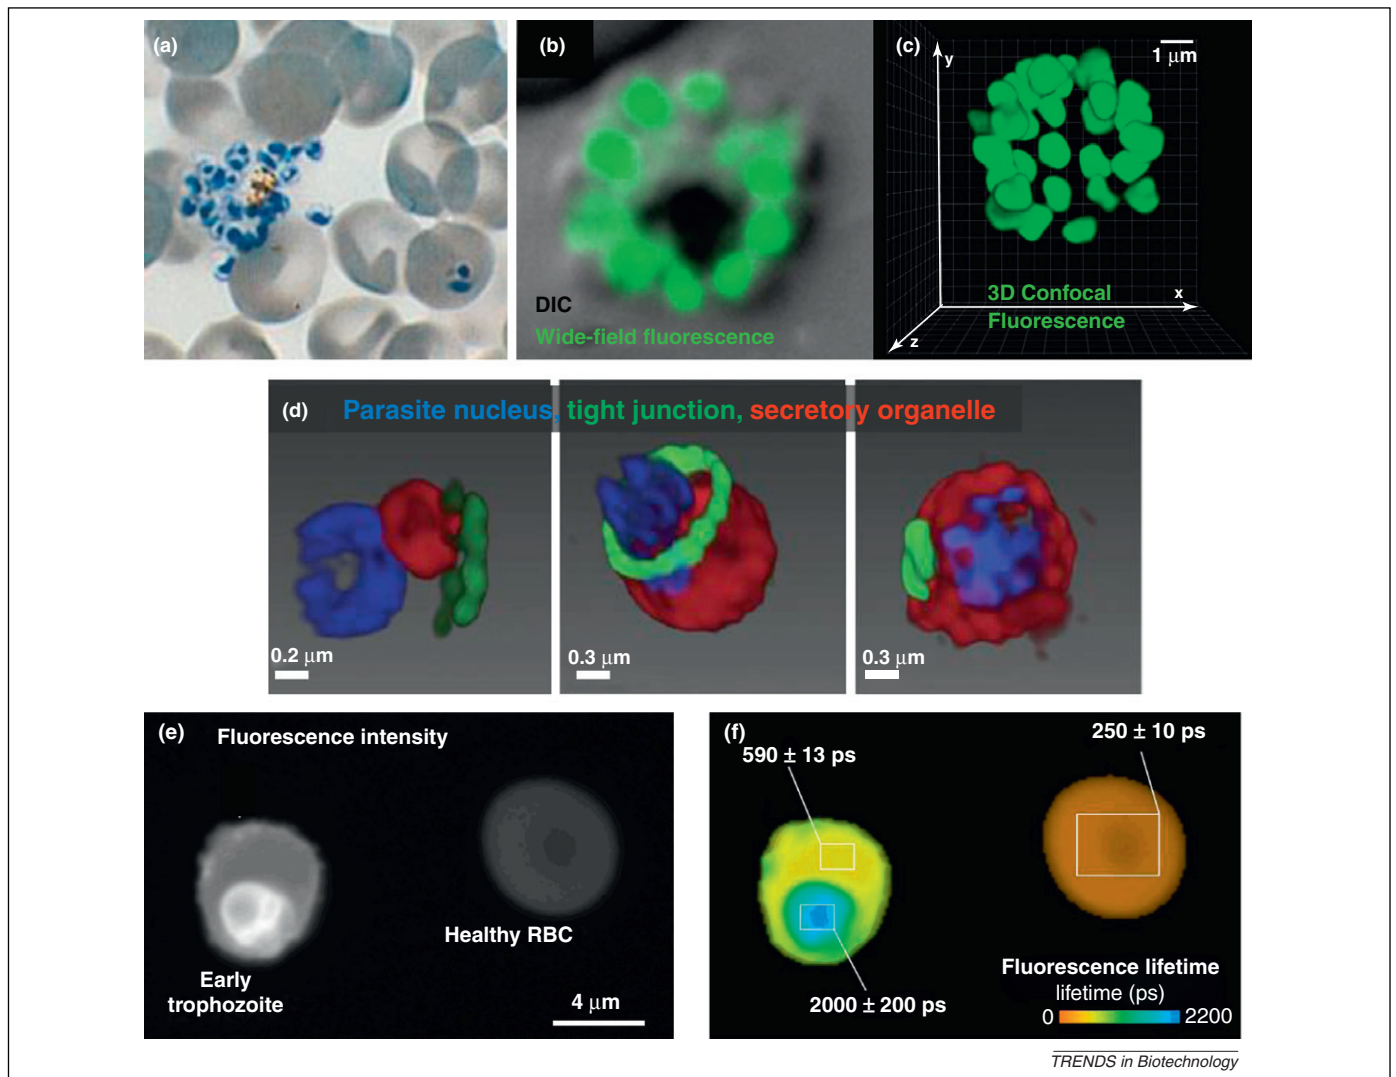 (a)
(b)
DIC
Wide-field fluorescence
(c)
y
1 μm
3D Confocal
Fluorescence
x
z
(d)
Parasite nucleus, tight junction, secretory organelle
0.2 μm
0.3 μm
0.3 μm
(e)
Fluorescence intensity
Healthy RBC
Early
trophozoite
4 μm
(f)
590 ± 13 ps
250 ± 10 ps
2000 ± 200 ps
Fluorescence lifetime
lifetime (ps)
0
2200
TRENDS in Biotechnology